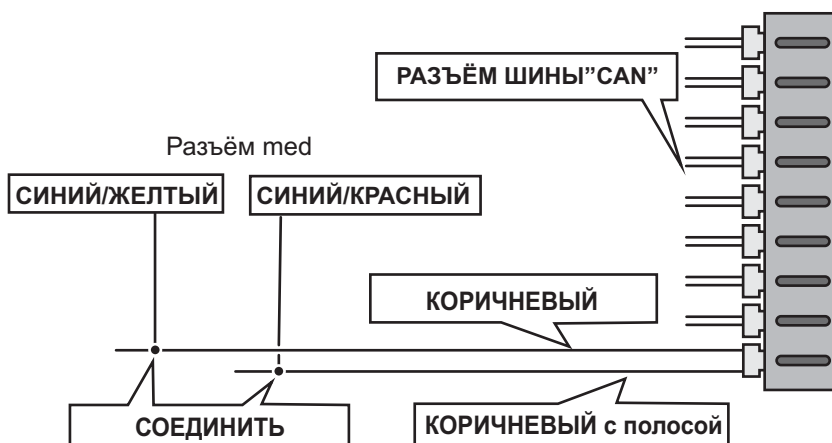 РАЗЪЁМ ШИНЫ”CAN”
Разъём med
СИНИЙ/ЖЕЛТЫЙ
СИНИЙ/КРАСНЫЙ
КОРИЧНЕВЫЙ
СОЕДИНИТЬ
КОРИЧНЕВЫЙ с полосой